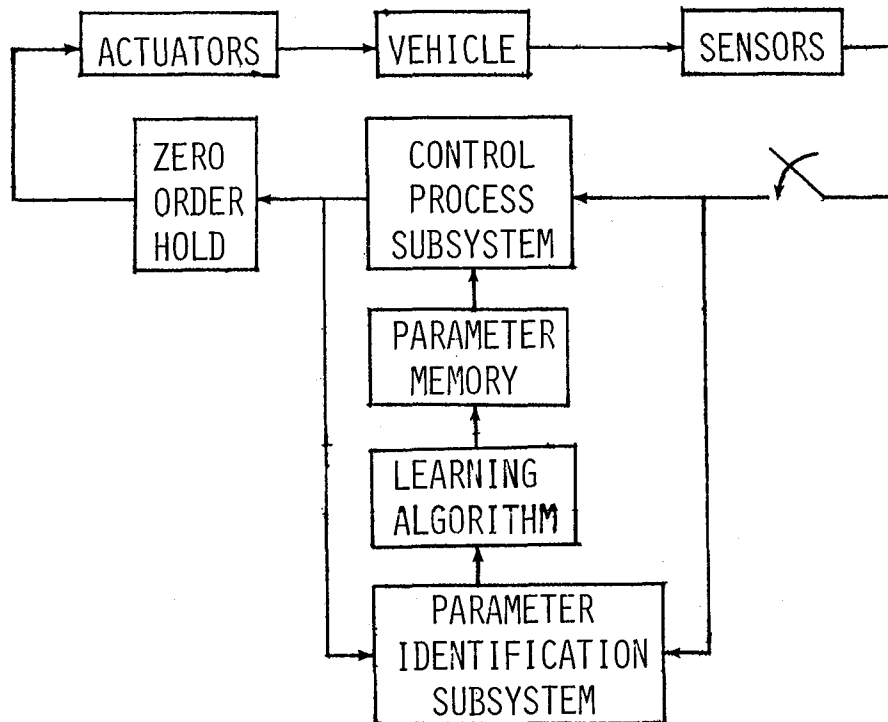 ACTUATORS
VEHICLE
SENSORS
ZERO
ORDER
HOLD
CONTROL
PROCESS
SUBSYSTEM
PARAMETER
MEMORY
LEARNING
ALGORITHM
PARAMETER
IDENTIFICATION
SUBSYSTEM